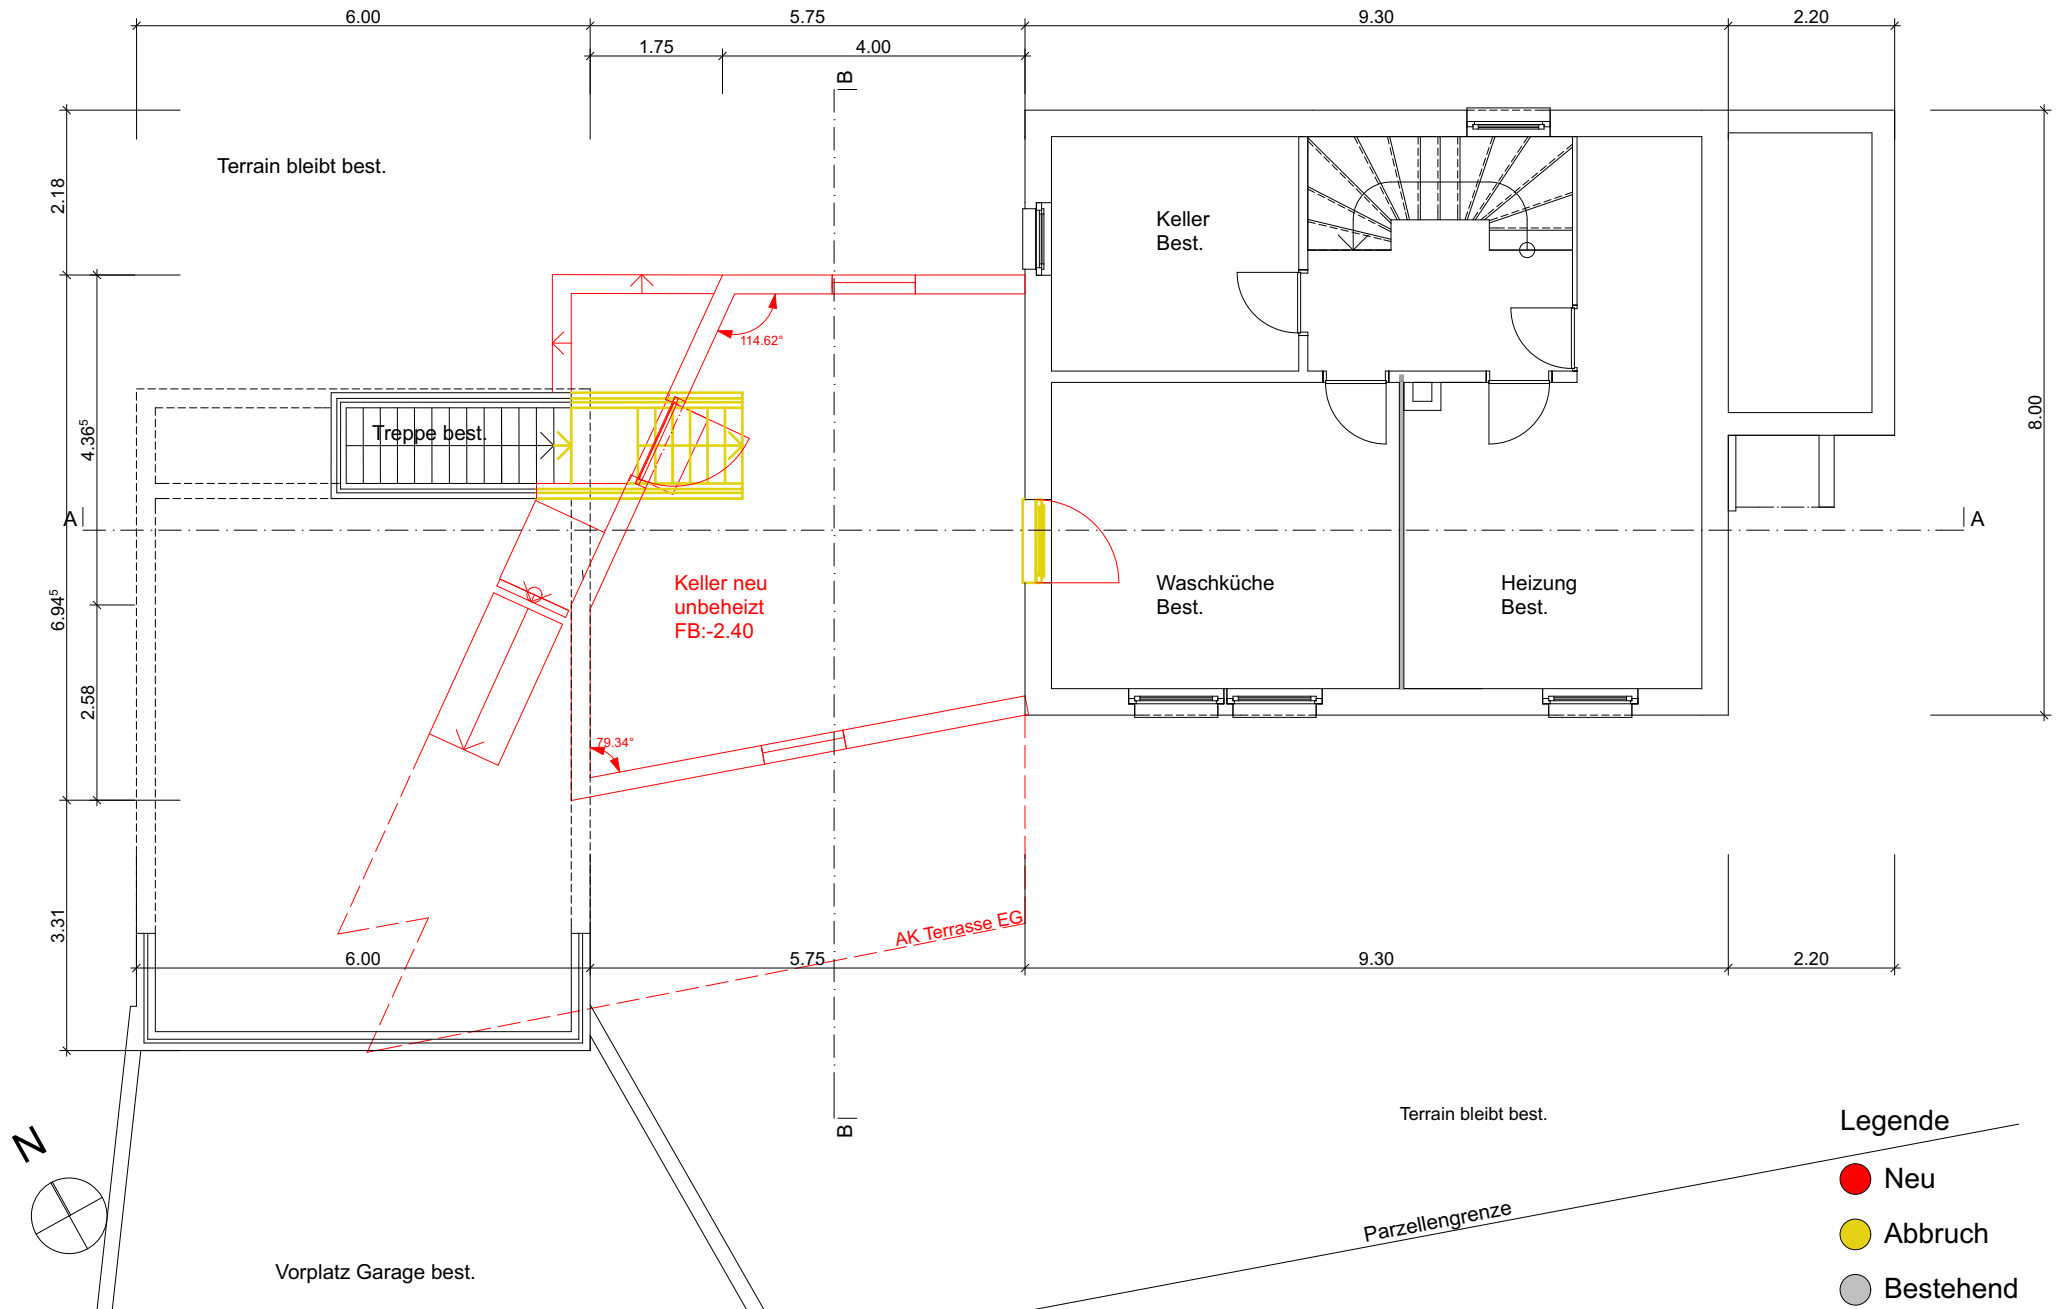 6.00
5.75
9.30
2.20
1.75
4.00
B
Terrain bleibt best.
2.18
Keller
Best.
114.62°
8.00
Treppe best.
4.36⁵
A
A
Keller neu
unbeheizt
FB:-2.40
Waschküche
Best.
Heizung
Best.
6.94⁵
2.58
79.34°
3.31
AK Terrasse EG
6.00
5.75
9.30
2.20
B
Terrain bleibt best.
Legende
N
Neu
Parzellengrenze
Abbruch
Vorplatz Garage best.
Bestehend